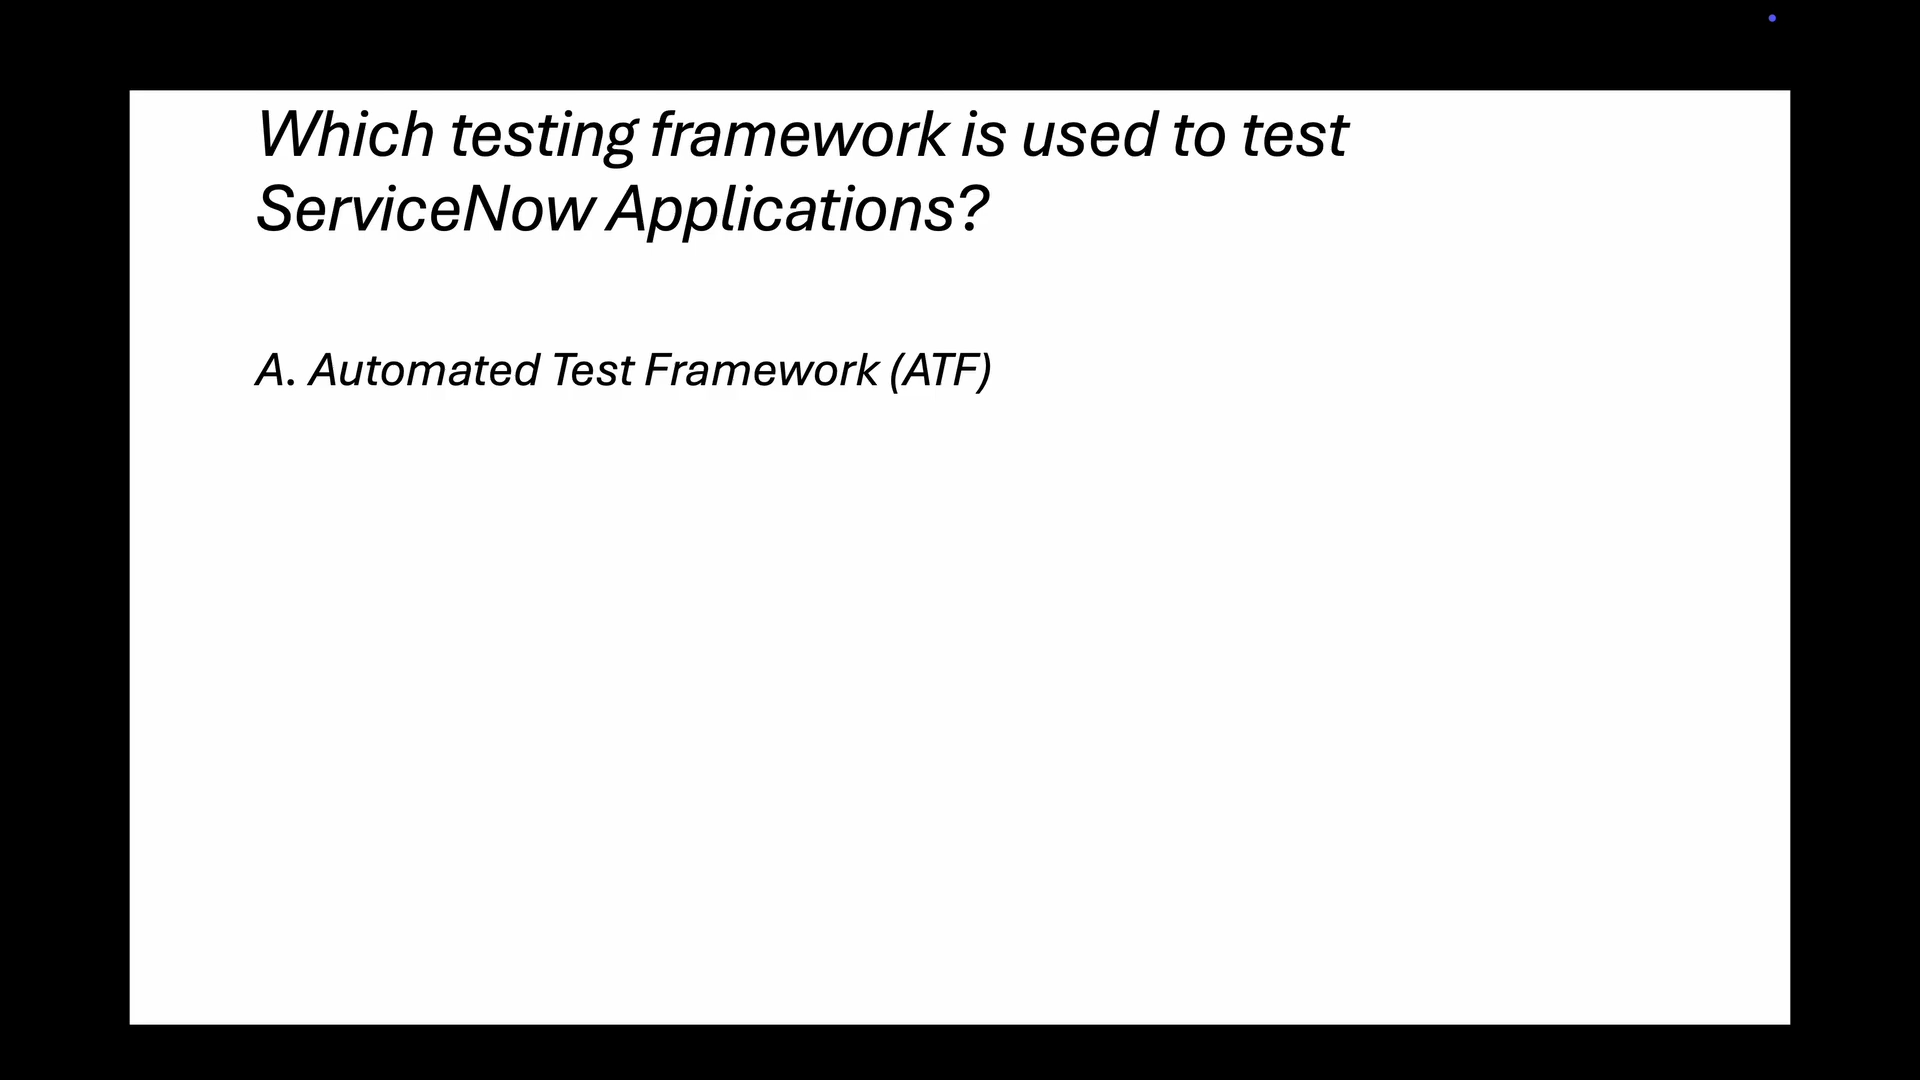 Which testing framework is used to test
ServiceNow Applications?
A. Automated Test Framework (ATF)